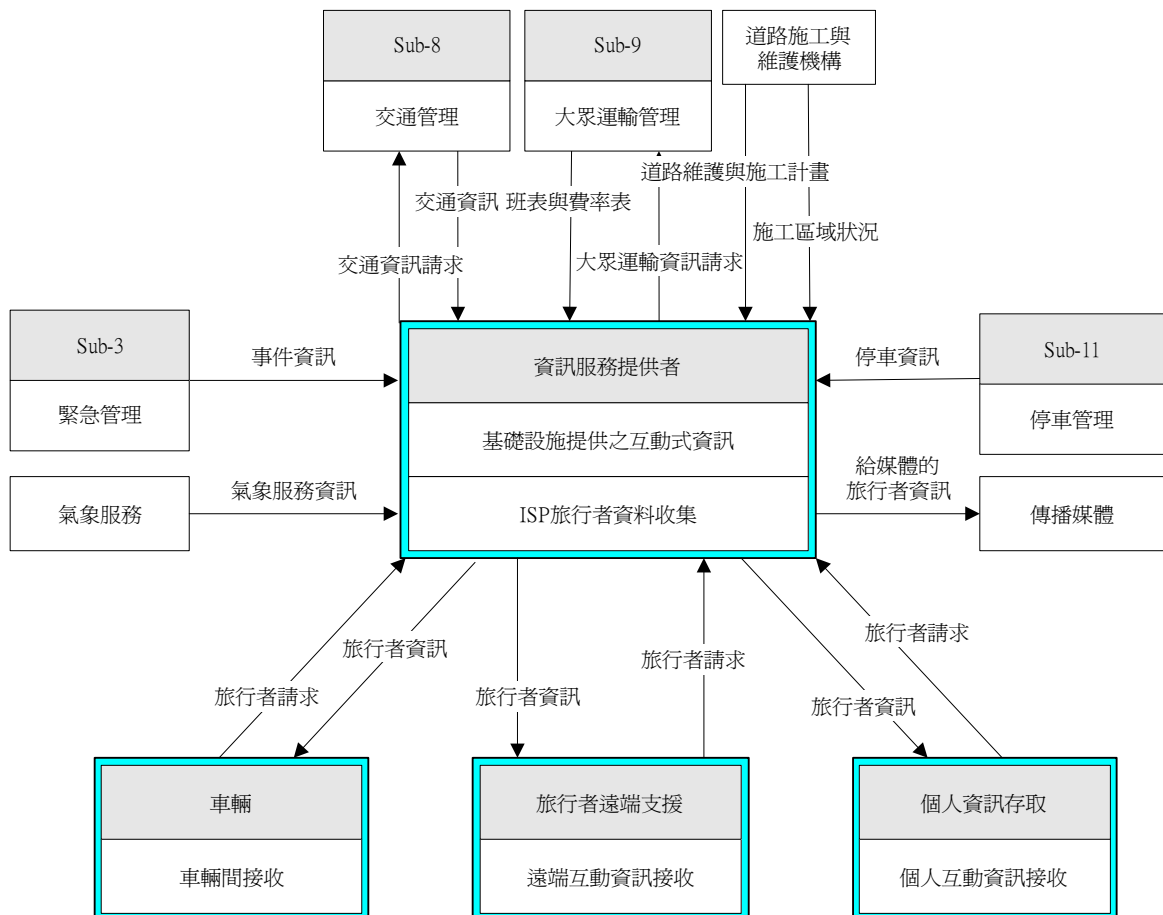 Sub-8
交通管理
Sub-9
大眾運輸管理
道路施工與
維護機構
交通資訊
班表與費率表
道路維護與施工計畫
施工區域狀況
交通資訊請求
大眾運輸資訊請求
Sub-3
緊急管理
事件資訊
資訊服務提供者
基礎設施提供之互動式資訊
ISP旅行者資料收集
停車資訊
Sub-11
停車管理
氣象服務
氣象服務資訊
給媒體的
旅行者資訊
傳播媒體
旅行者請求
旅行者資訊
旅行者資訊
旅行者請求
旅行者資訊
旅行者請求
車輛
車輛間接收
旅行者遠端支援
遠端互動資訊接收
個人資訊存取
個人互動資訊接收